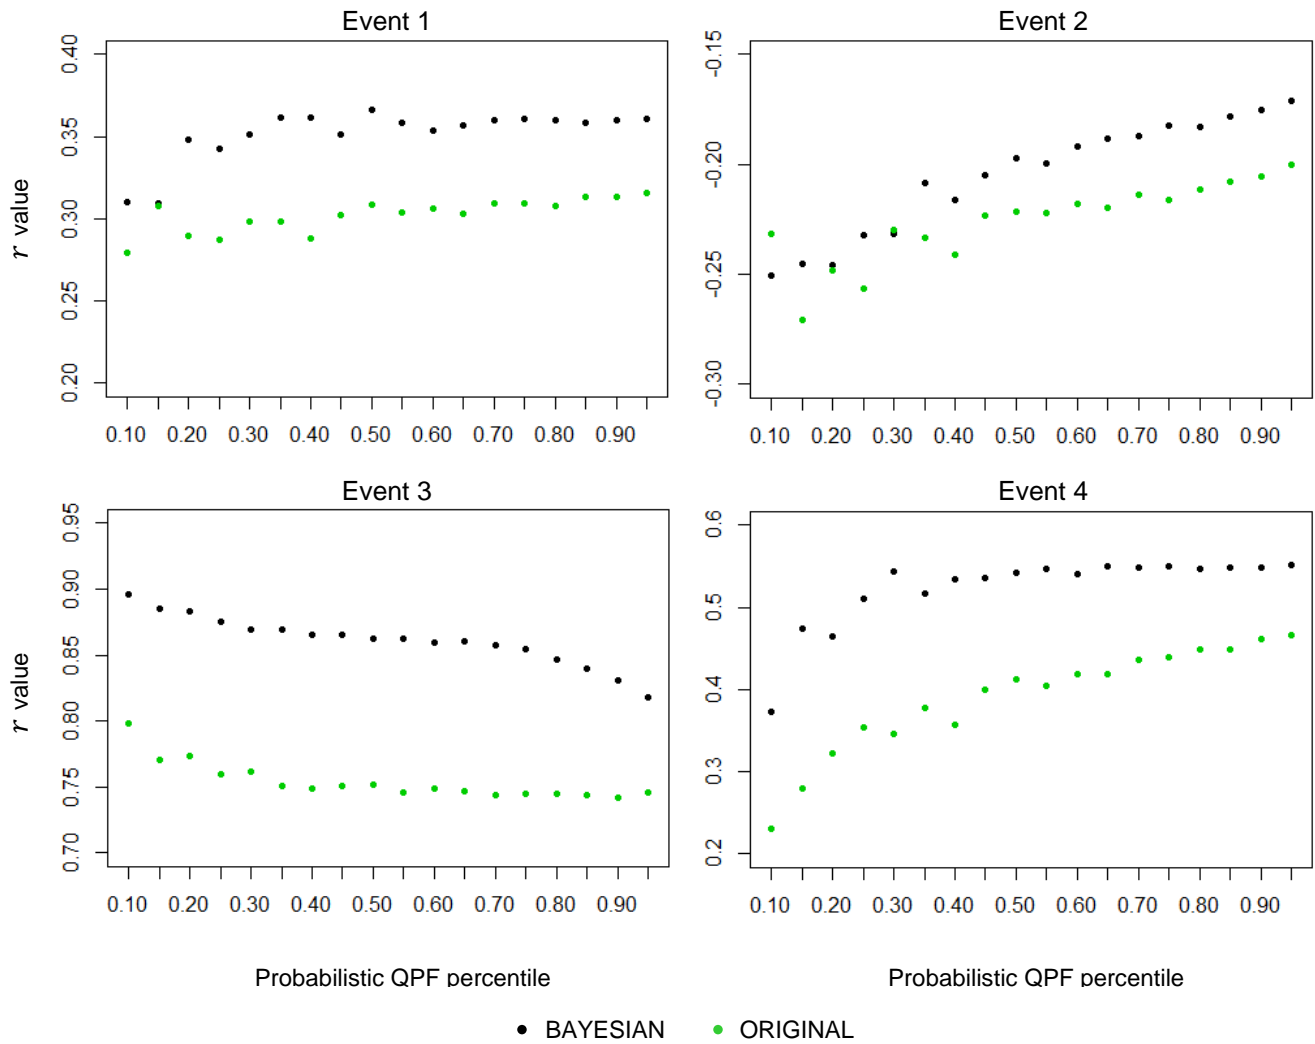 Event 1
Event 2
0.40
0.35
0.30
0.25
0.20
r value
0.10 0.20 0.30 0.40 0.50 0.60 0.70 0.80 0.90
-0.15
-0.20
-0.25
-0.30
0.10 0.20 0.30 0.40 0.50 0.60 0.70 0.80 0.90
Event 3
Event 4
0.95
0.90
0.85
0.80
0.75
0.70
r value
0.10 0.20 0.30 0.40 0.50 0.60 0.70 0.80 0.90
0.6
0.5
0.4
0.3
0.2
0.10 0.20 0.30 0.40 0.50 0.60 0.70 0.80 0.90
Probabilistic QPF percentile
Probabilistic QPF percentile
BAYESIAN
ORIGINAL